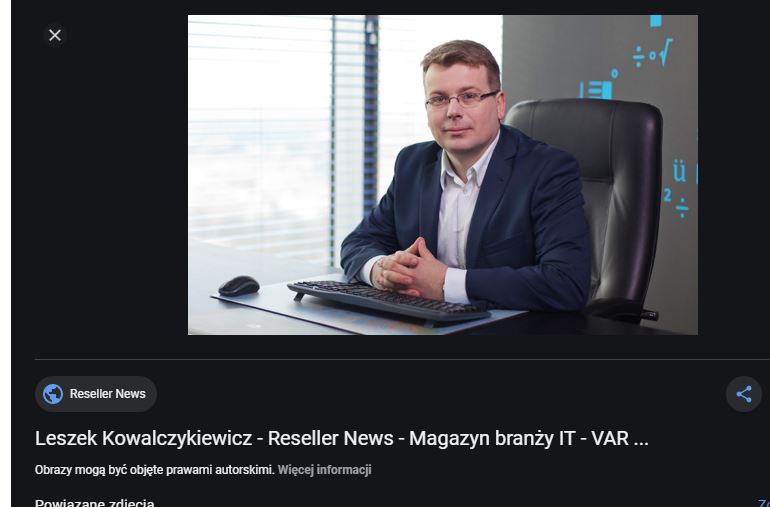 ÷∘√
ü
2÷
Reseller News
Leszek Kowalczykiewicz - Reseller News - Magazyn branży IT - VAR ...
Obrazy mogą być objęte prawami autorskimi. Więcej informacji
Powiązane zdjęcia